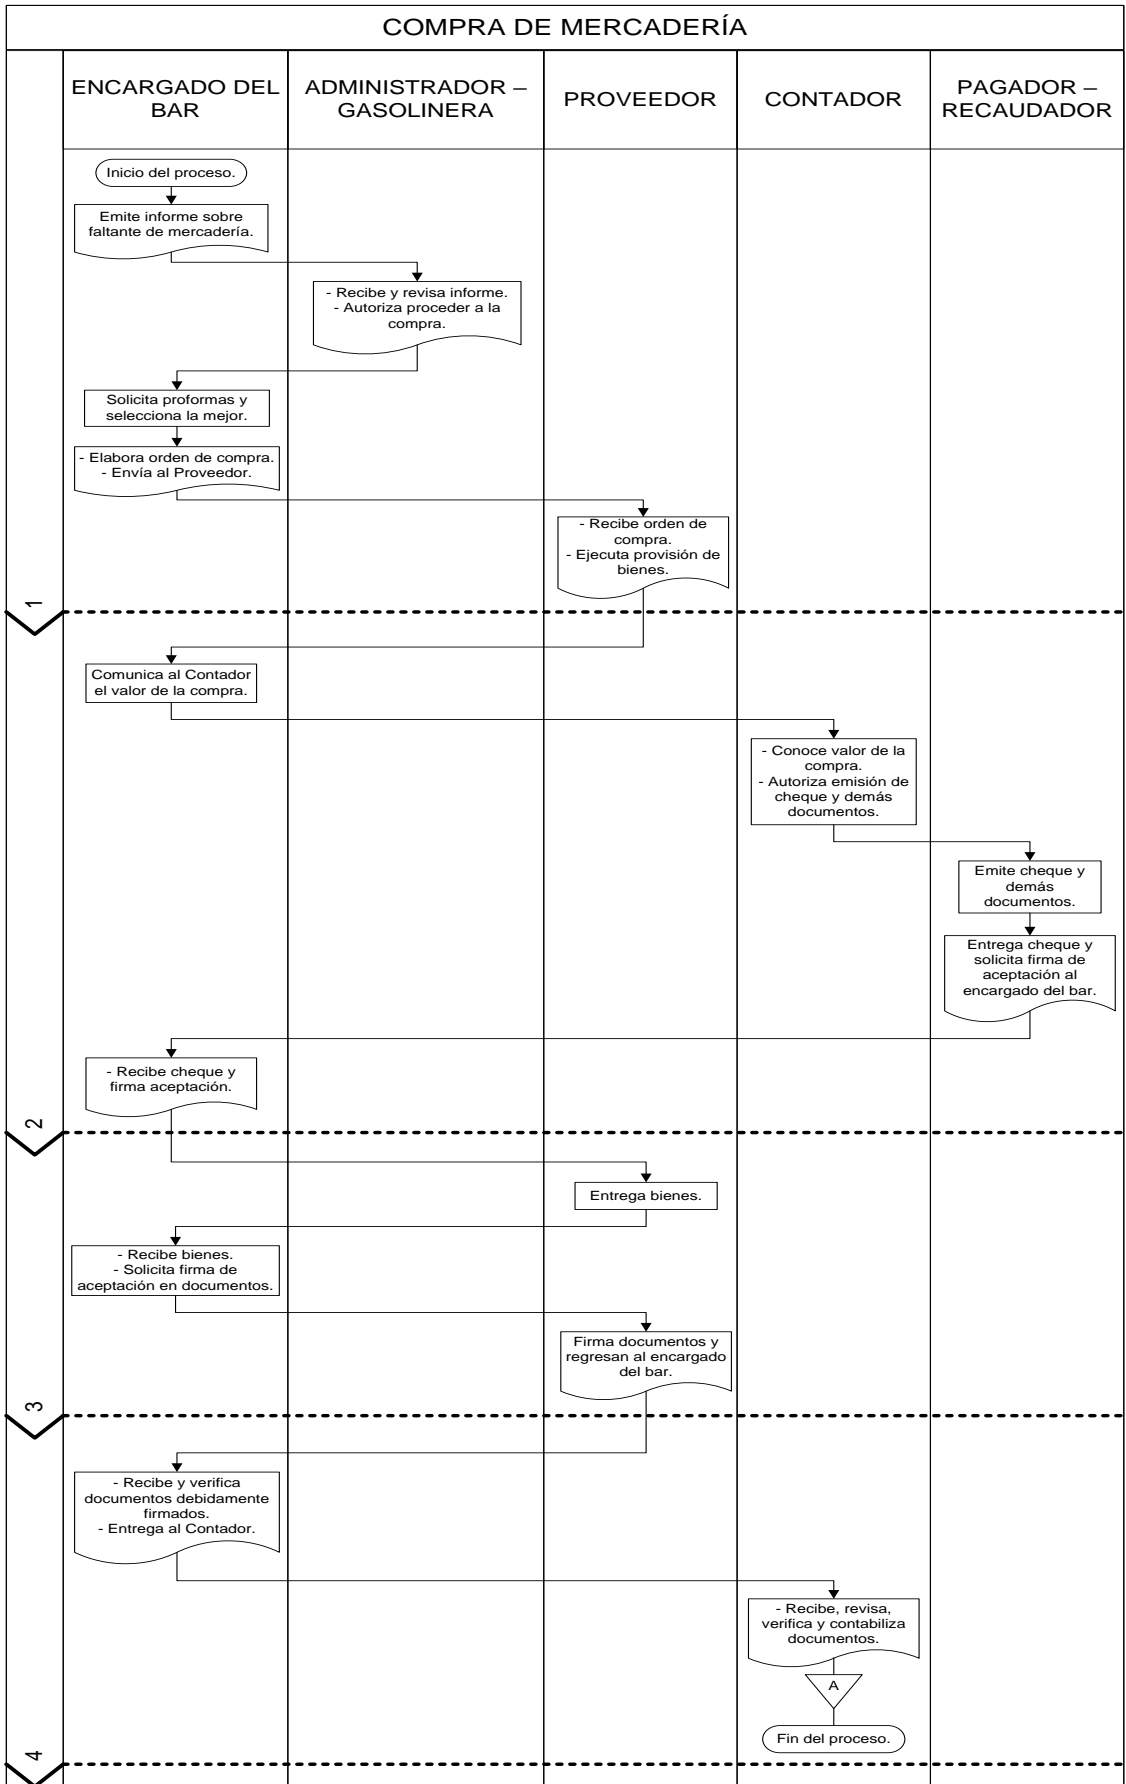 COMPRA DE MERCADERÍA
ENCARGADO DEL
BAR
ADMINISTRADOR –
GASOLINERA
PROVEEDOR
CONTADOR
PAGADOR –
RECAUDADOR
Inicio del proceso.
Emite informe sobre
faltante de mercadería.
- Recibe y revisa informe.
- Autoriza proceder a la
compra.
Solicita proformas y
selecciona la mejor.
- Elabora orden de compra.
- Envía al Proveedor.
- Recibe orden de
compra.
- Ejecuta provisión de
bienes.
1
Comunica al Contador
el valor de la compra.
- Conoce valor de la
compra.
- Autoriza emisión de
cheque y demás
documentos.
Emite cheque y
demás
documentos.
Entrega cheque y
solicita firma de
aceptación al
encargado del bar.
- Recibe cheque y
firma aceptación.
2
Entrega bienes.
- Recibe bienes.
- Solicita firma de
aceptación en documentos.
Firma documentos y
regresan al encargado
del bar.
3
- Recibe y verifica
documentos debidamente
firmados.
- Entrega al Contador.
- Recibe, revisa,
verifica y contabiliza
documentos.
A
Fin del proceso.
4